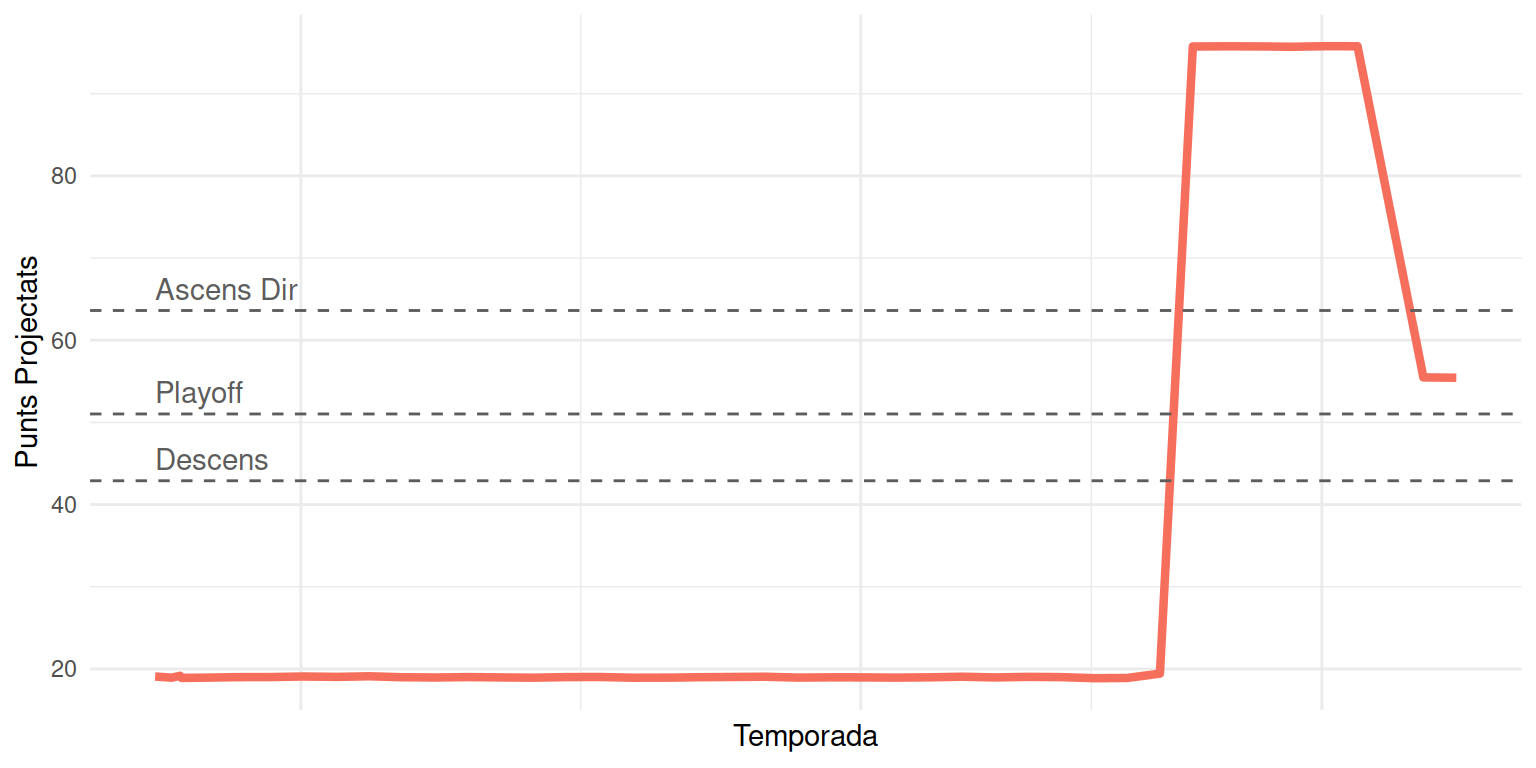 80
Ascens Dir
60
Playoff
Descens
40
20
Punts Projectats
Temporada